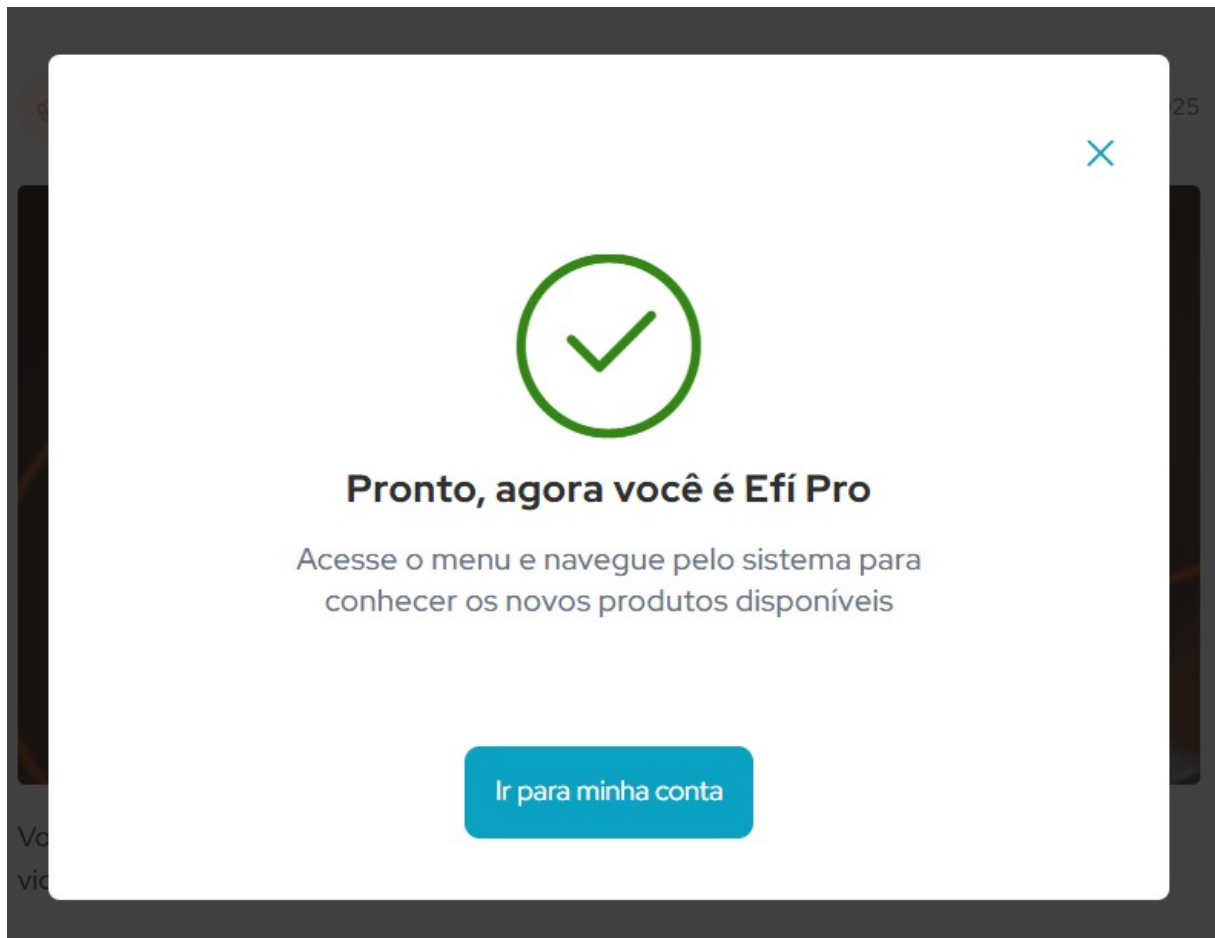 25
Pronto, agora você é Efí Pro
Acesse o menu e navegue pelo sistema para
conhecer os novos produtos disponíveis
Ir para minha conta